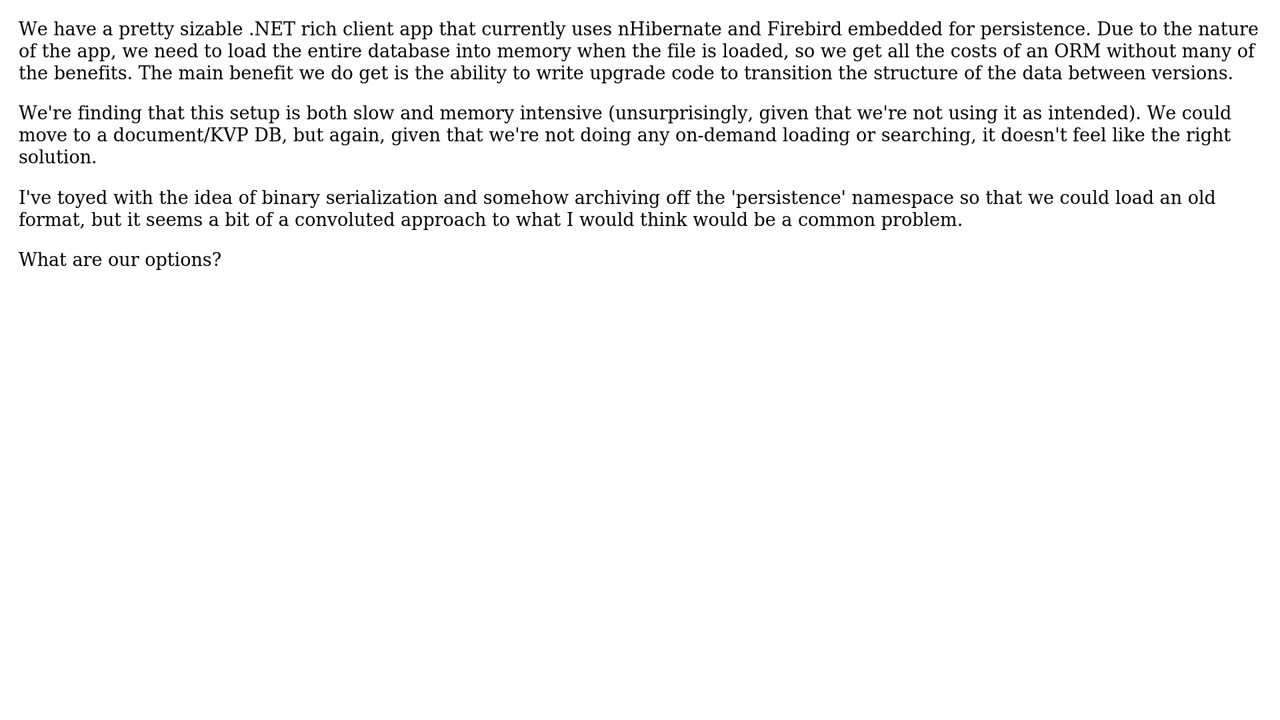 We have a pretty sizable .NET rich client app that currently uses nHibernate and Firebird embedded for persistence. Due to the nature
of the app, we need to load the entire database into memory when the file is loaded, so we get all the costs of an ORM without many of
the benefits. The main benefit we do get is the ability to write upgrade code to transition the structure of the data between versions.
We're finding that this setup is both slow and memory intensive (unsurprisingly, given that we're not using it as intended). We could
move to a document/KVP DB, but again, given that we're not doing any on-demand loading or searching, it doesn't feel like the right
solution.
I've toyed with the idea of binary serialization and somehow archiving off the 'persistence' namespace so that we could load an old
format, but it seems a bit of a convoluted approach to what I would think would be a common problem.
What are our options?